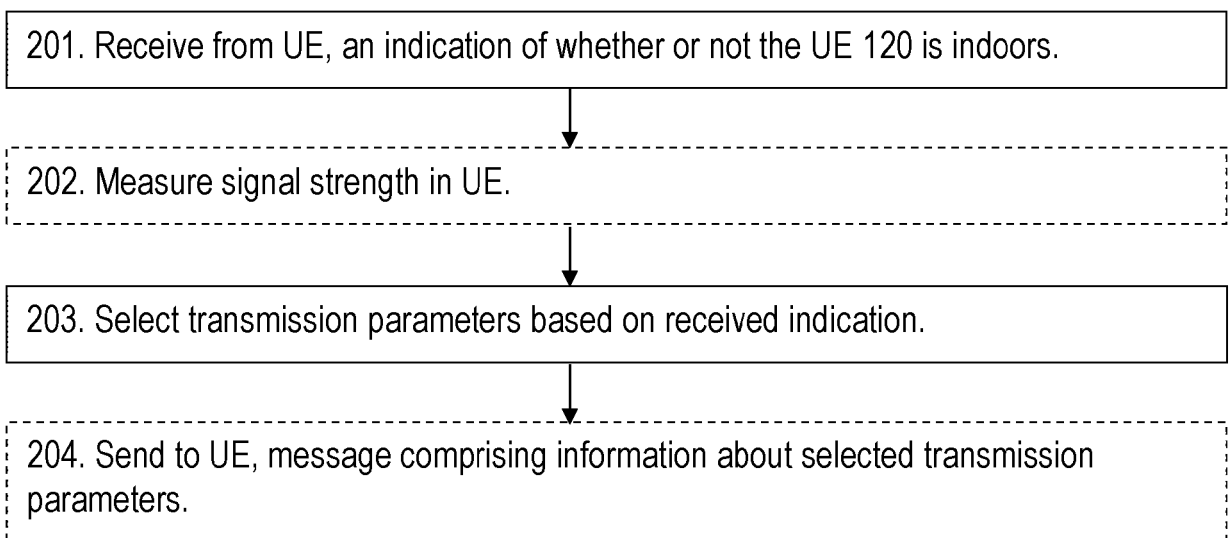 201. Receive from UE, an indication of whether or not the UE 120 is indoors.
202. Measure signal strength in UE.
203. Select transmission parameters based on received indication.
204. Send to UE, message comprising information about selected transmission
parameters.